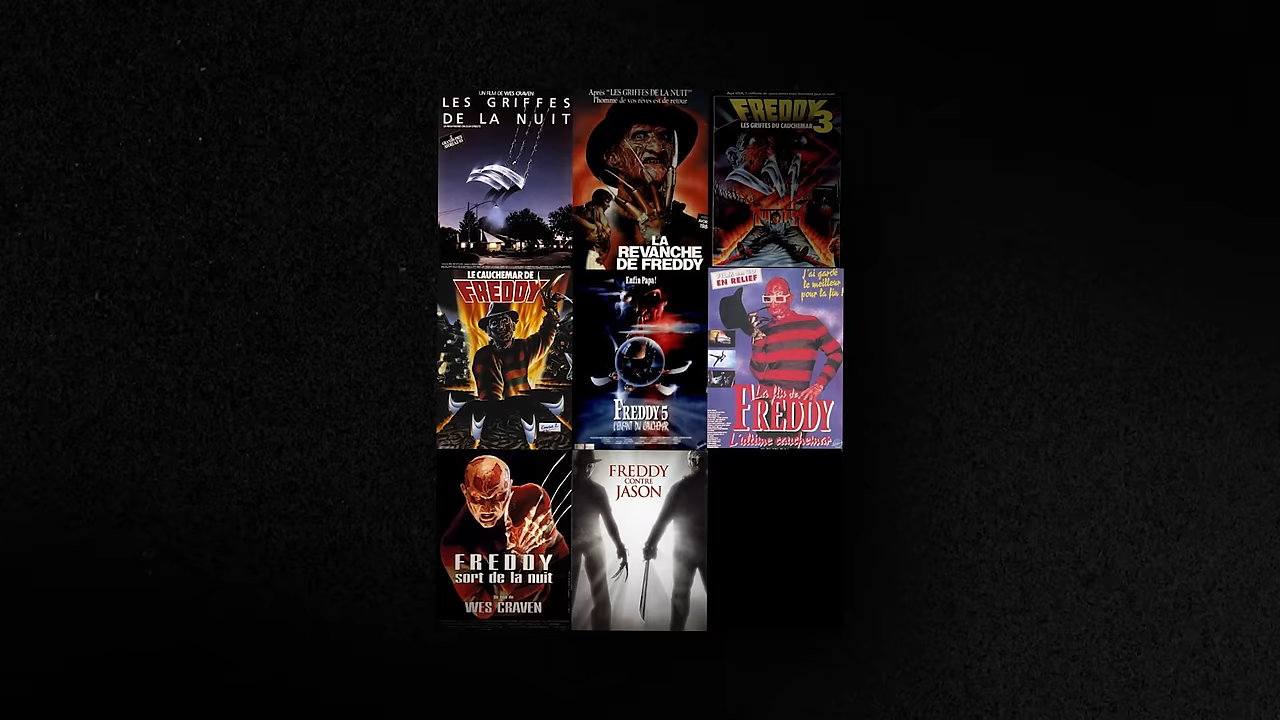 UN FILM DE WES CRAVEN
LES GRIFFES
DE LA NUIT
Après "LES GRIFFES DE LA NUIT"
l'homme de vos rêves est de retour
LA
REVANCHE
DE FREDDY
FREDDY
3
LES GRIFFES DU CAUCHEMAR
LE CAUCHEMAR DE
FREDDY
Enfin Papa!
FREDDY 5
L'ENFANT DU CAUCHEMAR
EN RELIEF
J'ai gardé
le meilleur
pour la fin !
La fin de
FREDDY
L'ultime cauchemar
FREDDY
sort de la nuit
Un film de
WES CRAVEN
FREDDY
CONTRE
JASON